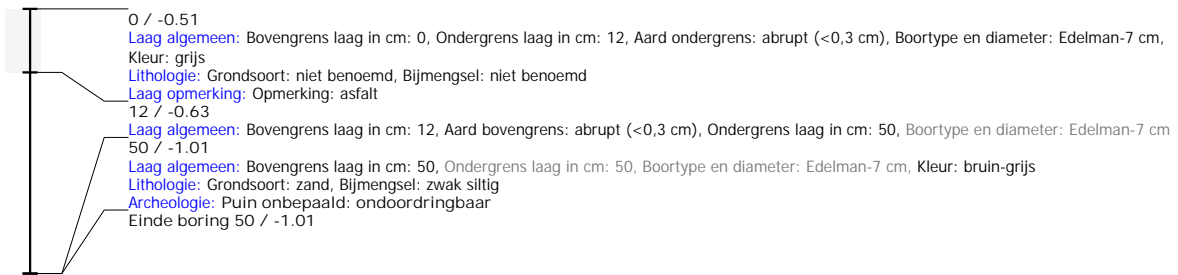 0 / -0.51
Laag algemeen: Bovengrens laag in cm: 0, Ondergrens laag in cm: 12, Aard ondergrens: abrupt (<0,3 cm), Boortype en diameter: Edelman-7 cm,
Kleur: grijs
Lithologie: Grondsoort: niet benoemd, Bijmengsel: niet benoemd
Laag opmerking: Opmerking: asfalt
12 / -0.63
Laag algemeen: Bovengrens laag in cm: 12, Aard bovengrens: abrupt (<0,3 cm), Ondergrens laag in cm: 50, Boortype en diameter: Edelman-7 cm
50 / -1.01
Laag algemeen: Bovengrens laag in cm: 50, Ondergrens laag in cm: 50, Boortype en diameter: Edelman-7 cm, Kleur: bruin-grijs
Lithologie: Grondsoort: zand, Bijmengsel: zwak siltig
Archeologie: Puin onbepaald: ondoordringbaar
Einde boring 50 / -1.01